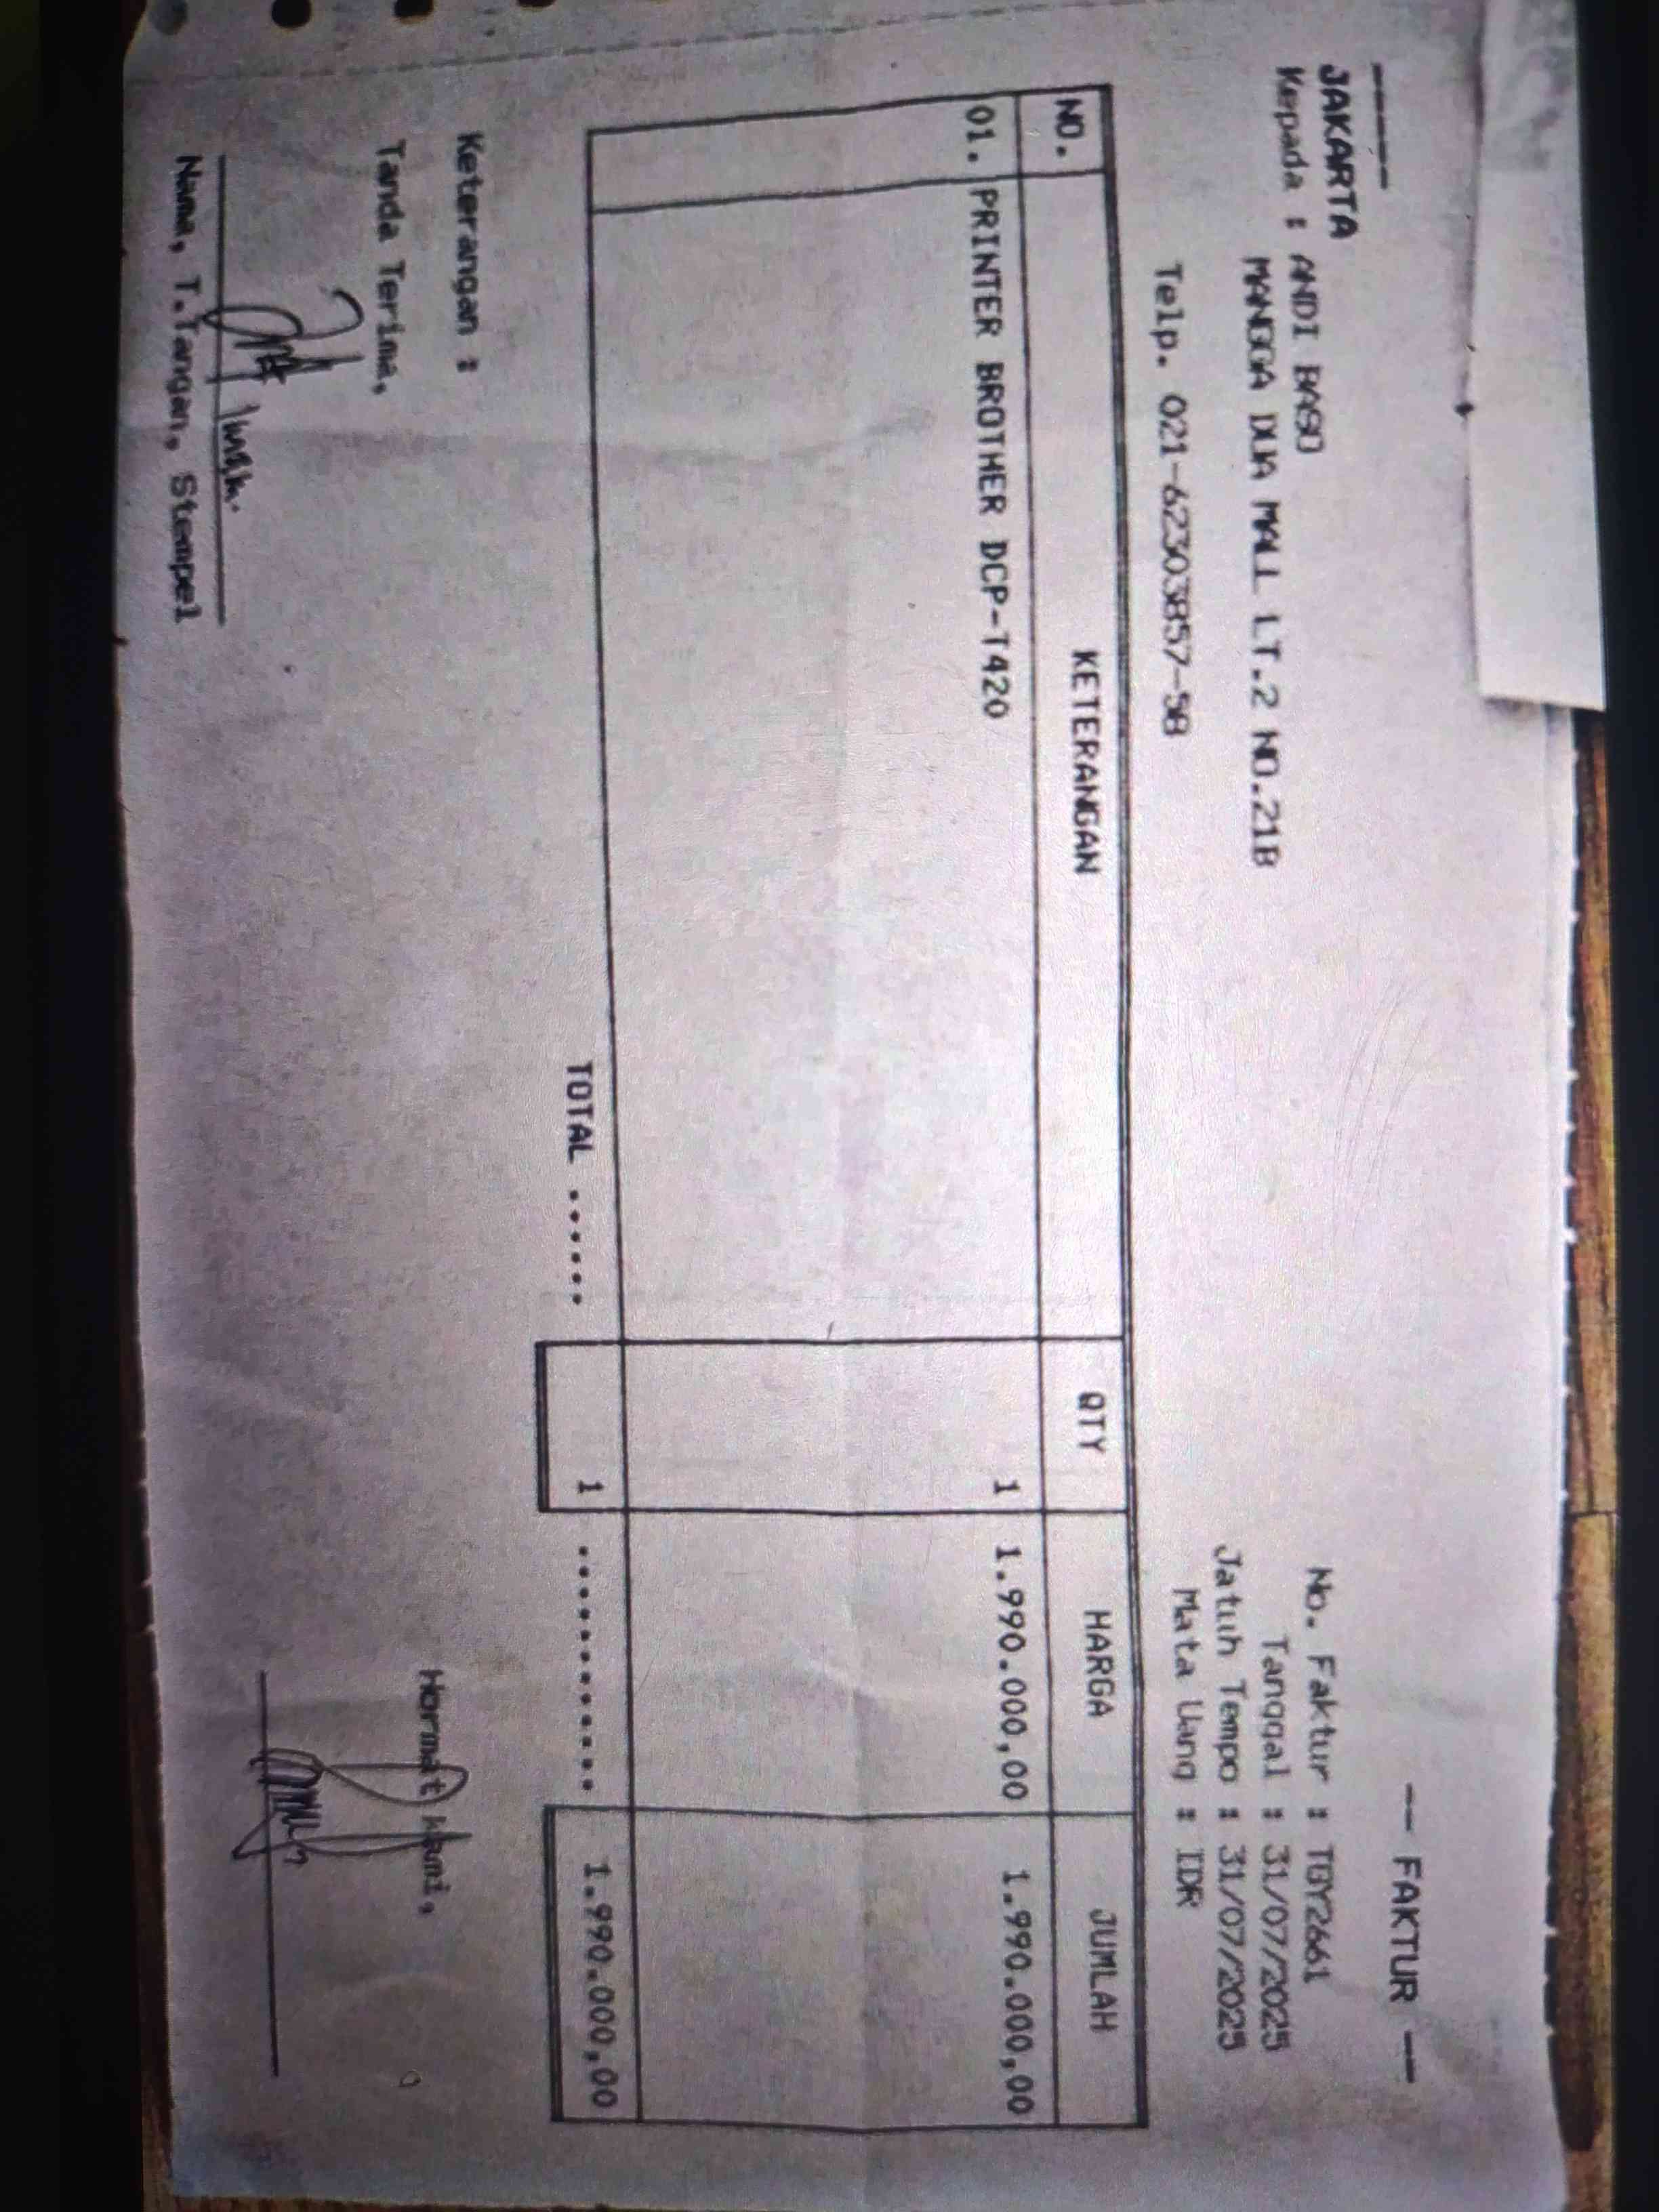 -- FAKTUR --
JAKARTA
Kepada : ANDI BASO
MANGGA DUA MALL LT.2 NO.21B
Telp. 021-62303857-58
No. Faktur : TGY2661
Tanggal : 31/07/2025
Jatuh Tempo : 31/07/2025
Mata Uang : IDR
NO. KETERANGAN QTY HARGA JUMLAH
01. PRINTER BROTHER DCP-T420 1 1.990.000,00 1.990.000,00
TOTAL ...... 1 ........... 1.990.000,00
Keterangan :
Tanda Terima,
Hormat Kami,
Nama, T.Tangan, Stempel